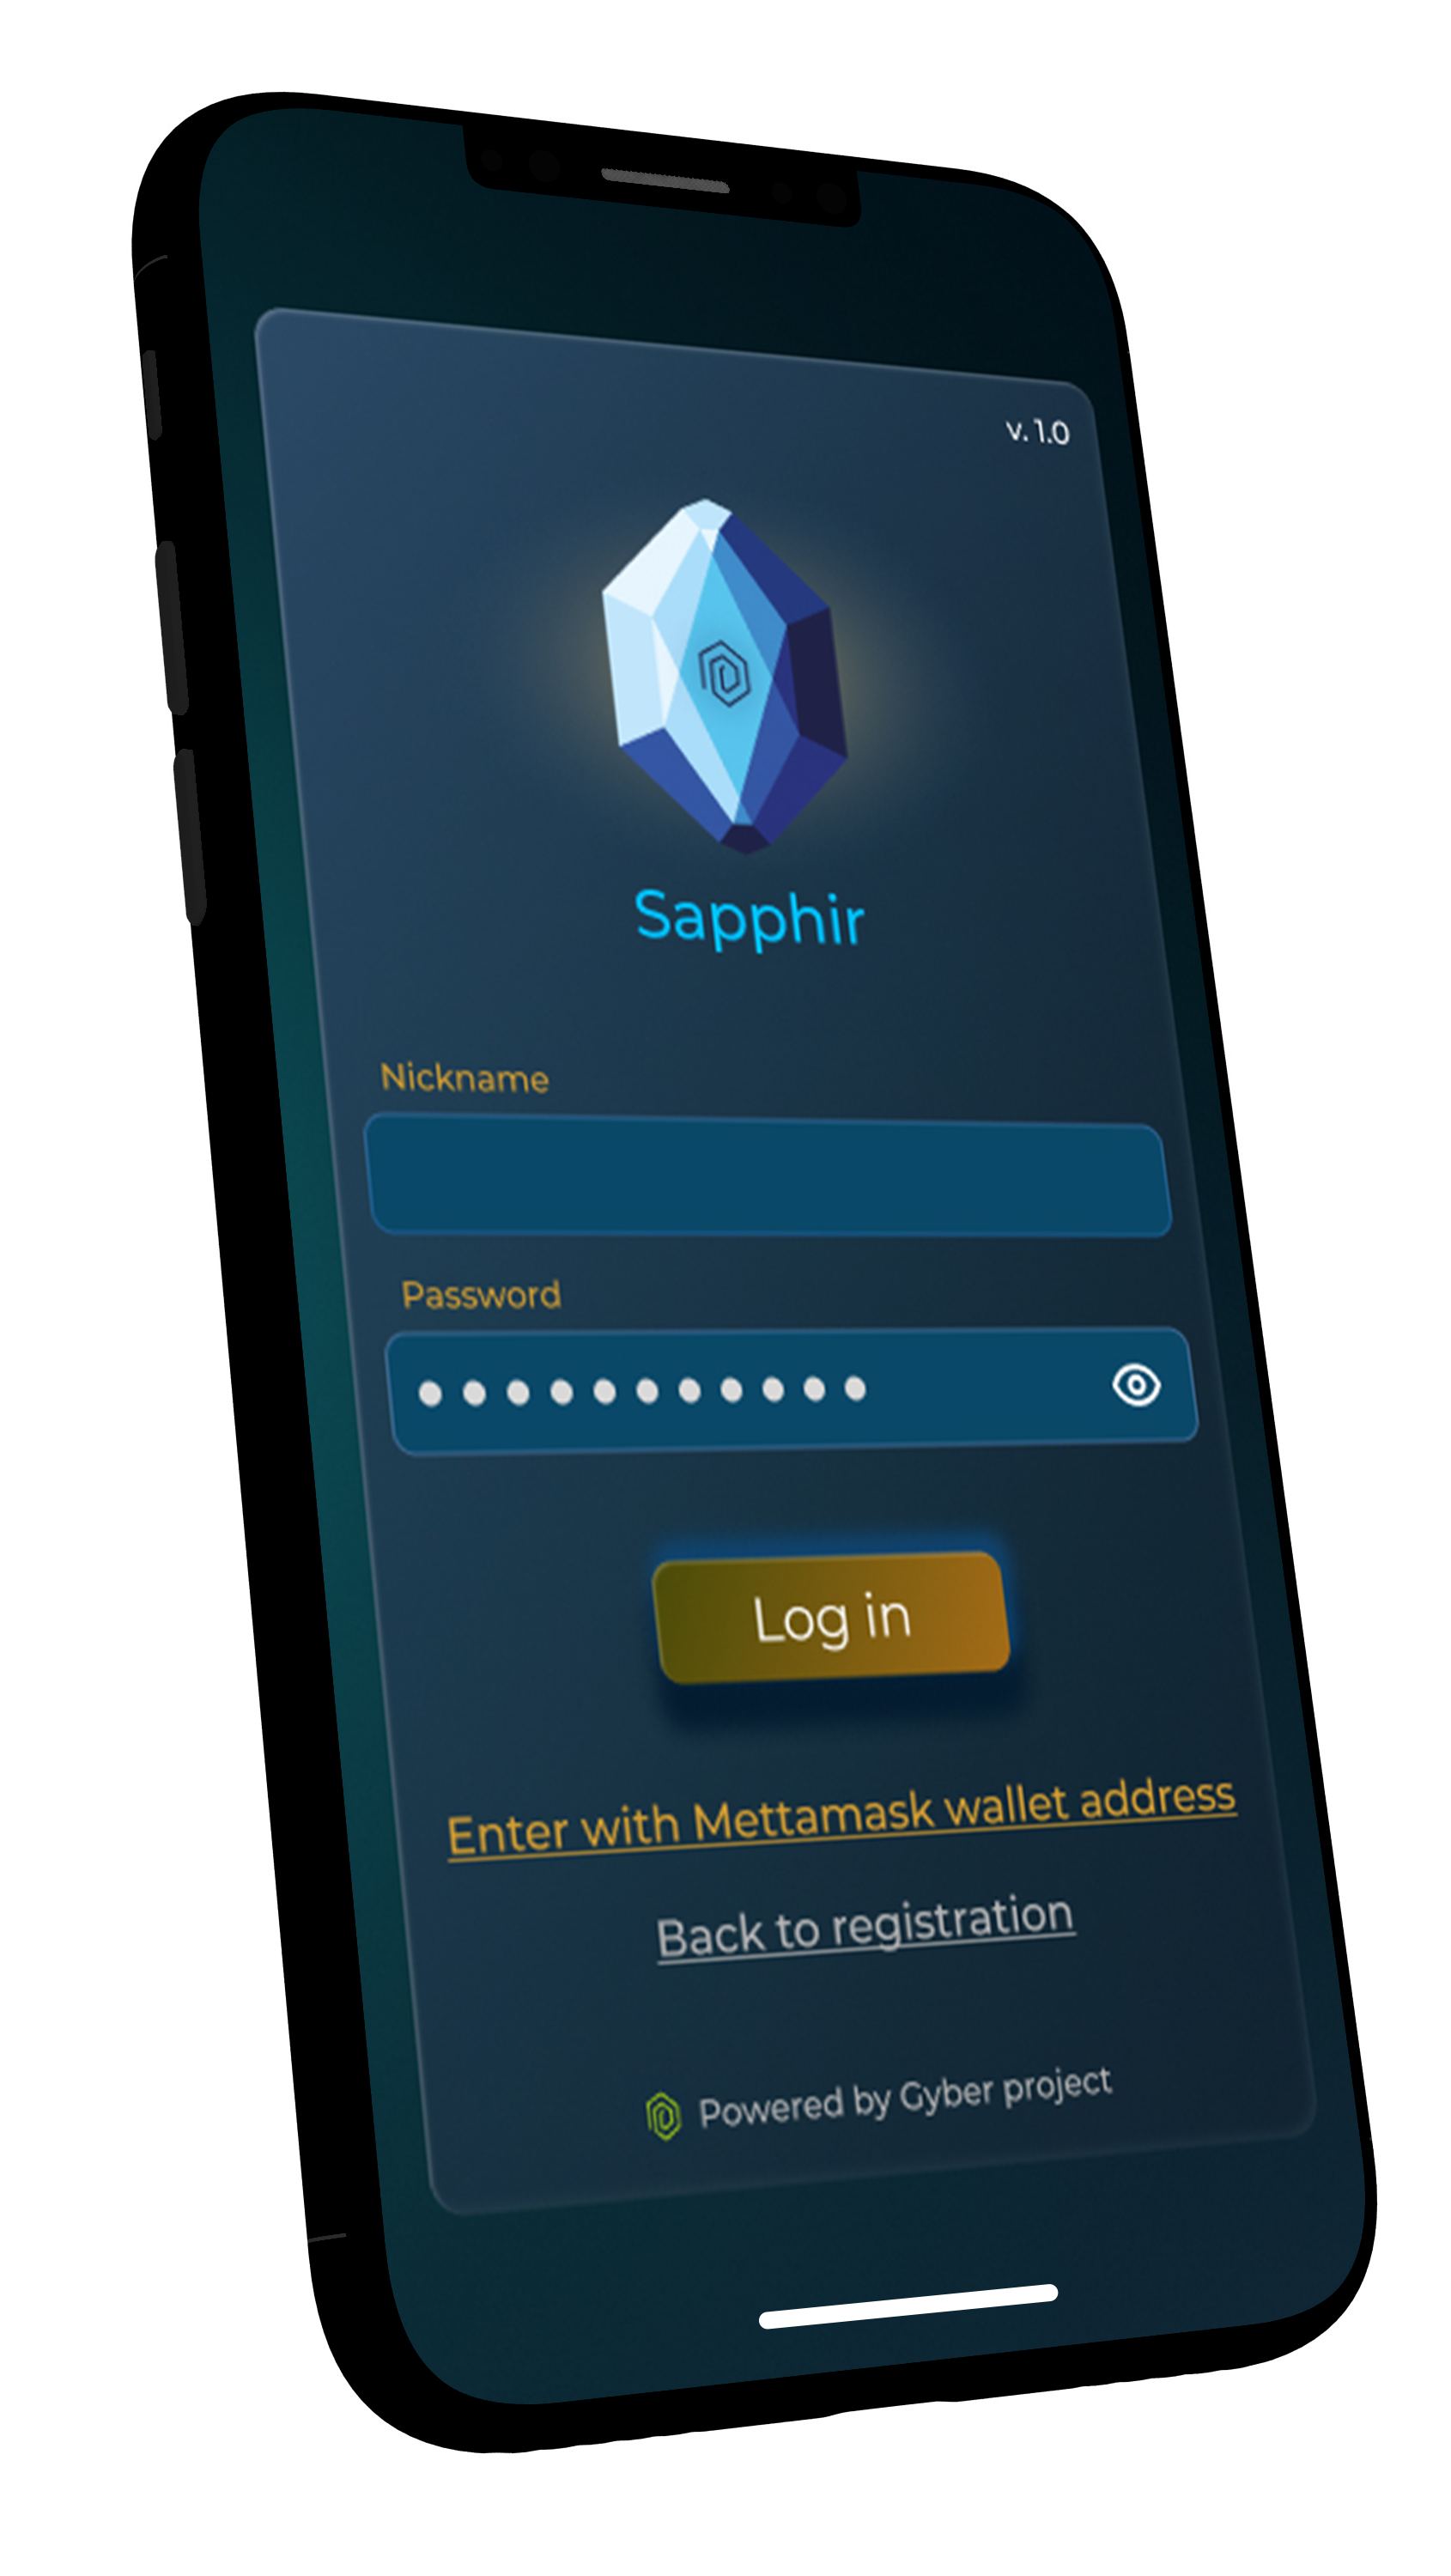 v. 1.0
Sapphir
Nickname
Password
Log in
Enter with Mettamask wallet address
Back to registration
Powered by Gyber project